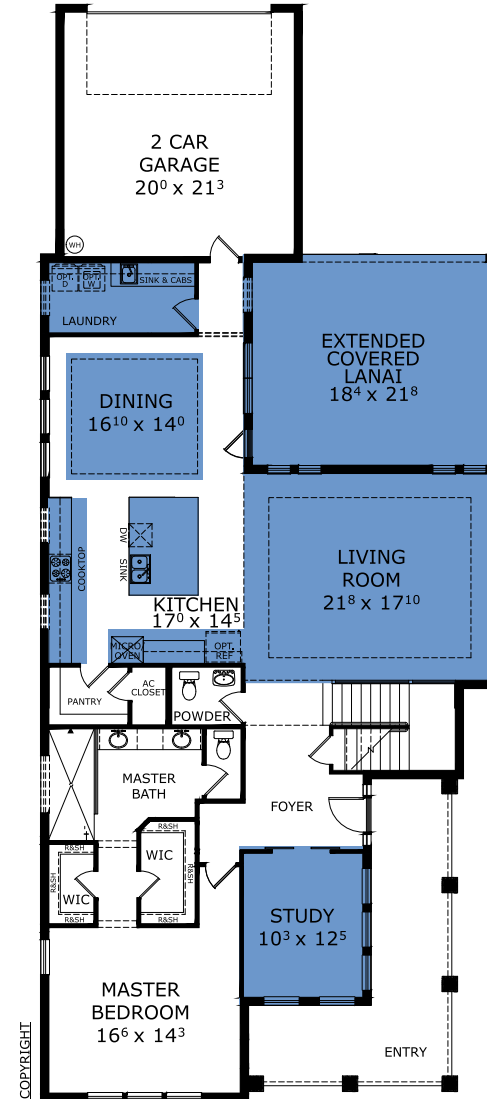 2 CAR
GARAGE
20⁰ x 21³
WH
OPT. D
OPT. W
SINK & CABS
LAUNDRY
EXTENDED
COVERED
LANAI
18⁴ x 21⁸
DINING
16¹⁰ x 14⁰
DW
SINK
COOKTOP
LIVING
ROOM
21⁸ x 17¹⁰
KITCHEN
17⁰ x 14⁵
MICRO
OVEN
OPT.
REF
PANTRY
AC
CLOSET
POWDER
MASTER
BATH
FOYER
R&SH
R&SH
WIC
R&SH
R&SH
WIC
R&SH
R&SH
STUDY
10³ x 12⁵
MASTER
BEDROOM
16⁶ x 14³
ENTRY
COPYRIGHT